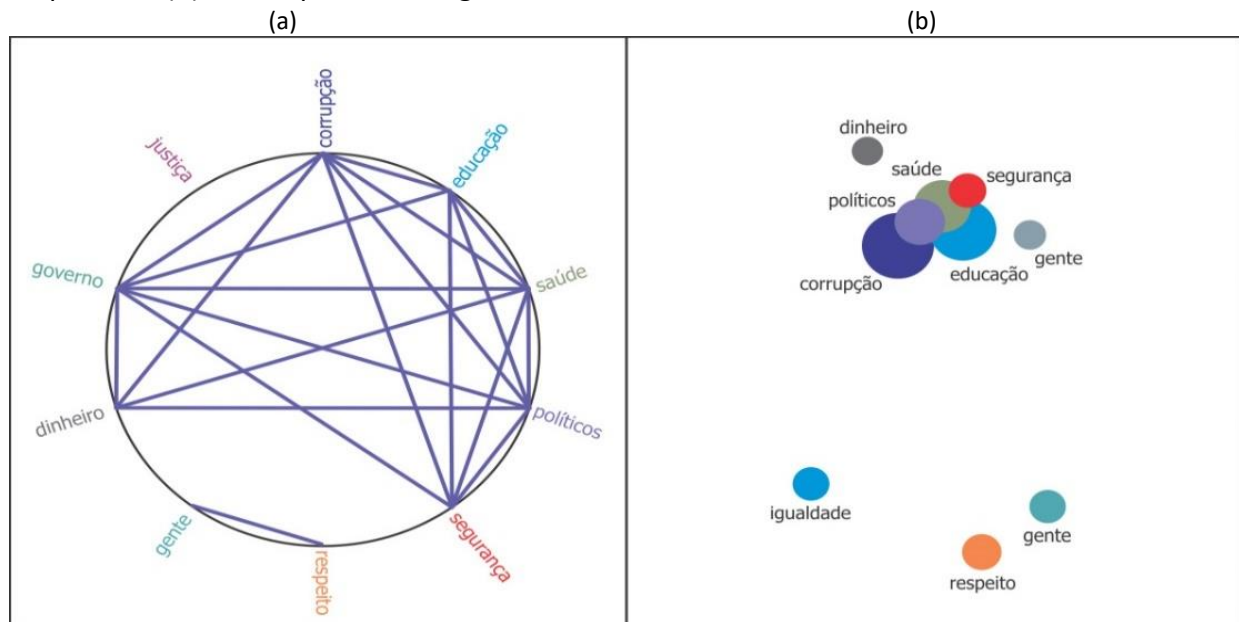 (a)
(b)
corrupção
educação
justiça
governo
saúde
dinheiro
políticos
gente
segurança
respeito
dinheiro
saúde
segurança
políticos
corrupção
educação
gente
igualdade
gente
respeito